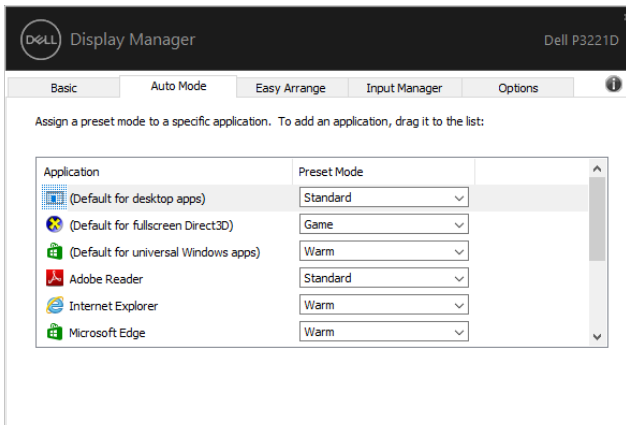 DELL Display Manager Dell P3221D
Basic Auto Mode Easy Arrange Input Manager Options
Assign a preset mode to a specific application. To add an application, drag it to the list:
Application Preset Mode
(Default for desktop apps) Standard
(Default for fullscreen Direct3D) Game
(Default for universal Windows apps) Warm
Adobe Reader Standard
Internet Explorer Warm
Microsoft Edge Warm